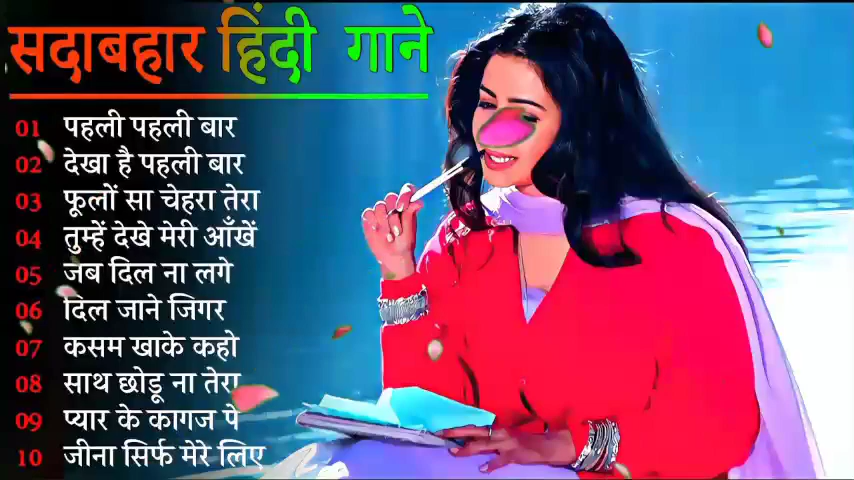 सदाबहार हिंदी गाने
01 पहली पहली बार
02 देखा है पहली बार
03 फूलों सा चेहरा तेरा
04 तुम्हें देखे मेरी आँखें
05 जब दिल ना लगे
06 दिल जाने जिगर
07 कसम खाके कहो
08 साथ छोडू ना तेरा
09 प्यार के कागज पे
10 जीना सिर्फ मेरे लिए